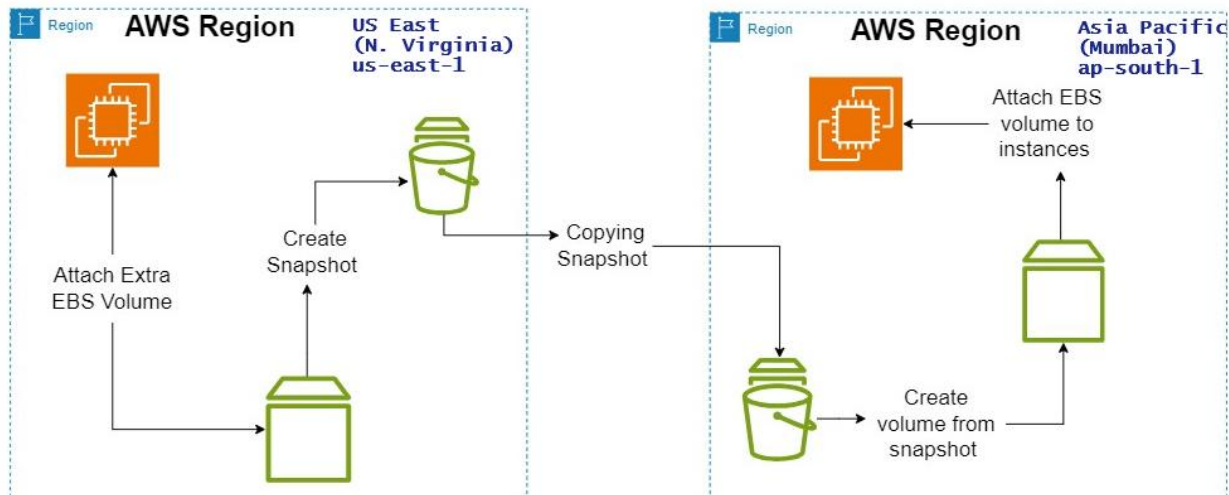 Region
AWS Region
US East
(N. Virginia)
us-east-1
Attach Extra
EBS Volume
Create
Snapshot
Copying
Snapshot
Region
AWS Region
Asia Pacific
(Mumbai)
ap-south-1
Attach EBS
volume to
instances
Create
volume from
snapshot